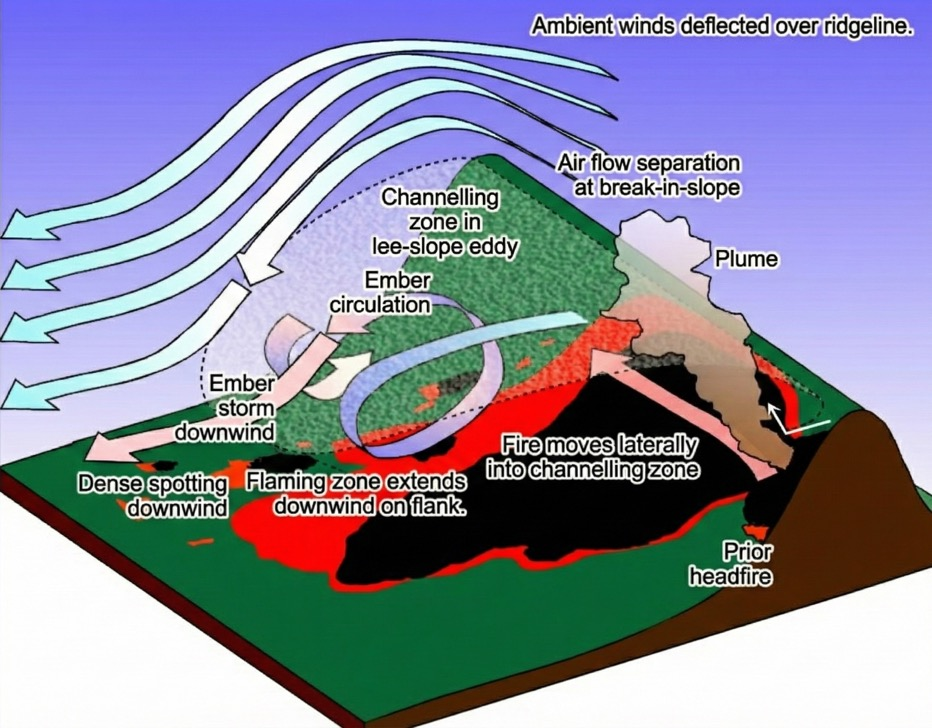 Ambient winds deflected over ridgeline.
Air flow separation
at break-in-slope
Channelling
zone in
lee-slope eddy
Plume
Ember
circulation
Ember
storm
downwind
Fire moves laterally
into channelling zone
Dense spotting
downwind
Flaming zone extends
downwind on flank.
Prior
headfire